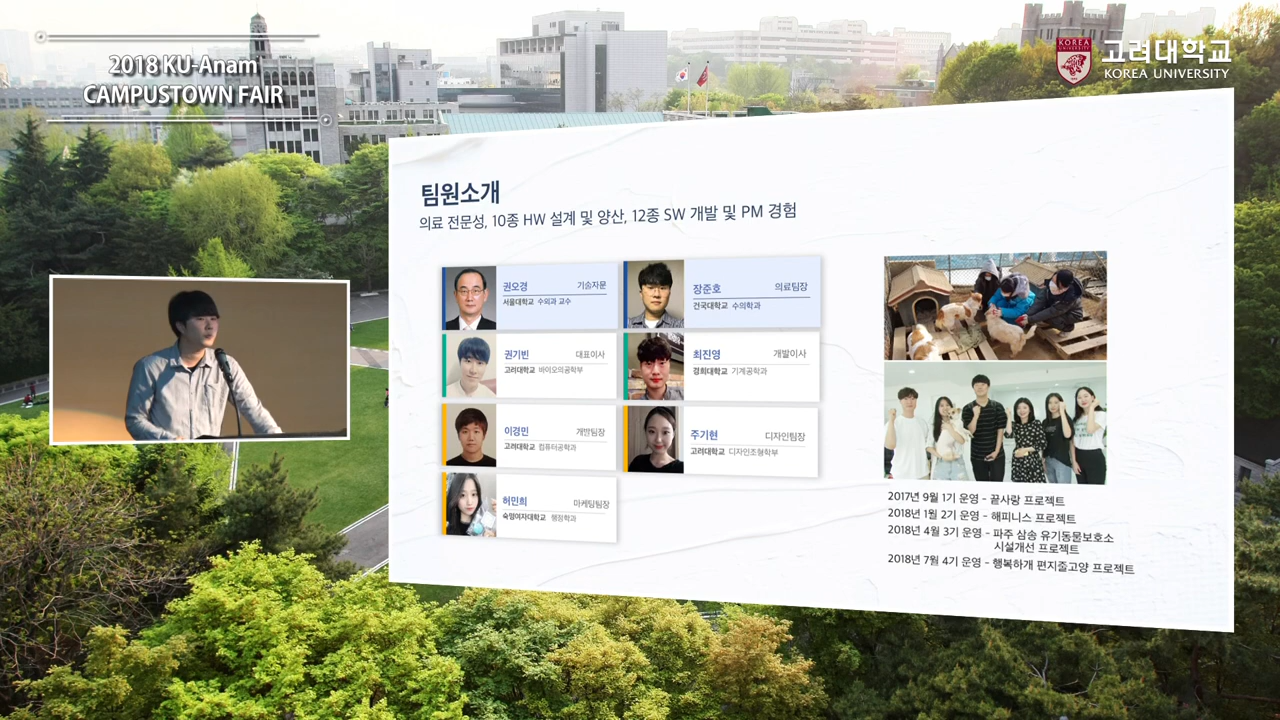 2018 KU-Anam
CAMPUSTOWN FAIR
KOREA
UNIVERSITY
고려대학교
KOREA UNIVERSITY
팀원소개
의료 전문성, 10종 HW 설계 및 양산, 12종 SW 개발 및 PM 경험
권오경 기술자문
서울대학교 수의과 교수
장준호 의료팀장
건국대학교 수의학과
권기빈 대표이사
고려대학교 바이오의공학부
최진영 개발이사
경희대학교 기계공학과
이경민 개발팀장
고려대학교 컴퓨터공학과
주기현 디자인팀장
고려대학교 디자인조형학부
허민희 마케팅팀장
숙명여자대학교 행정학과
2017년 9월 1기 운영 - 끝사랑 프로젝트
2018년 1월 2기 운영 - 해피니스 프로젝트
2018년 4월 3기 운영 - 파주 삼송 유기동물보호소
시설개선 프로젝트
2018년 7월 4기 운영 - 행복하개 편지줄고양 프로젝트